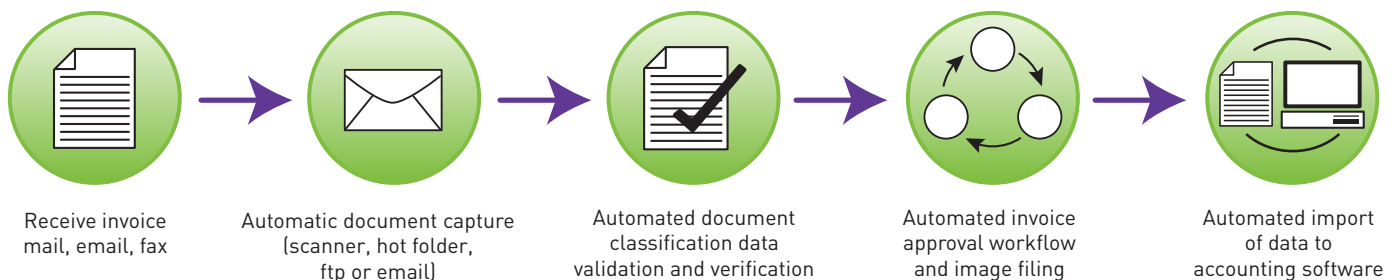 Receive invoice
mail, email, fax
Automatic document capture
(scanner, hot folder,
ftp or email)
Automated document
classification data
validation and verification
Automated invoice
approval workflow
and image filing
Automated import
of data to
accounting software